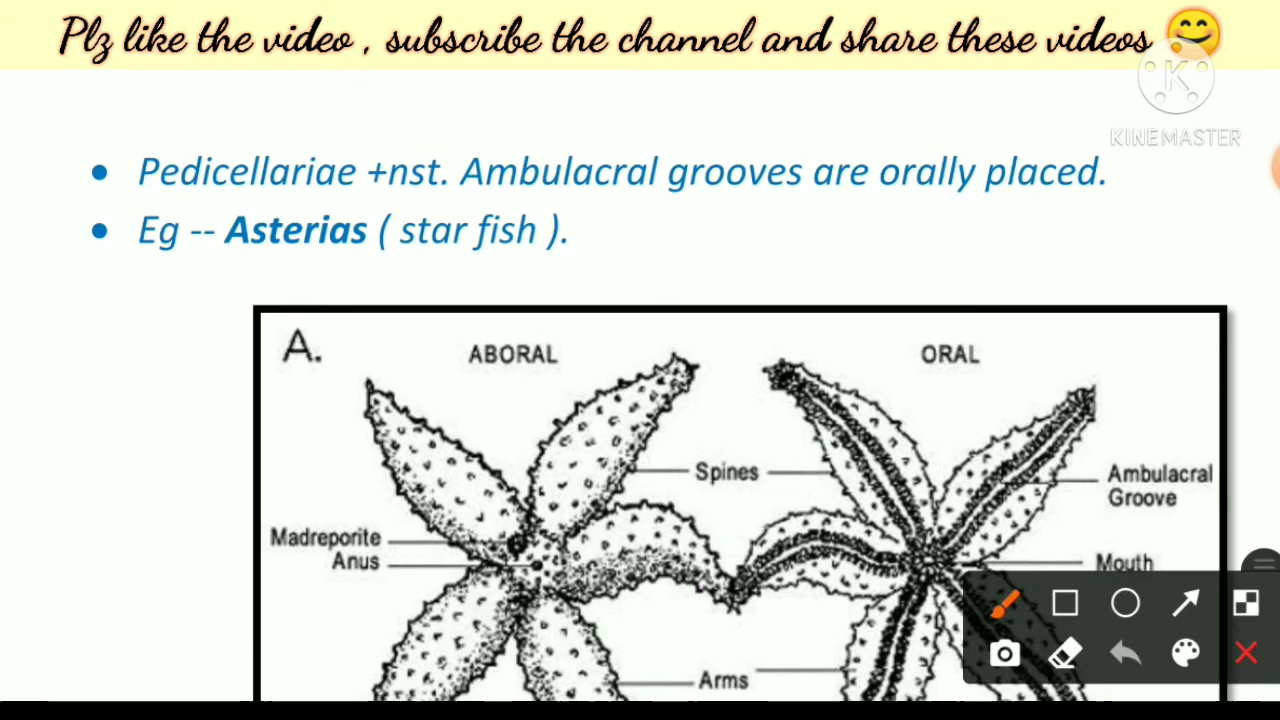 Plz like the video , subscribe the channel and share these videos 😊
KINEMASTER
• Pedicellariae +nst. Ambulacral grooves are orally placed.
• Eg -- Asterias ( star fish ).
A.
ABORAL
ORAL
Spines
Ambulacral
Groove
Madreporite
Anus
Mouth
Arms